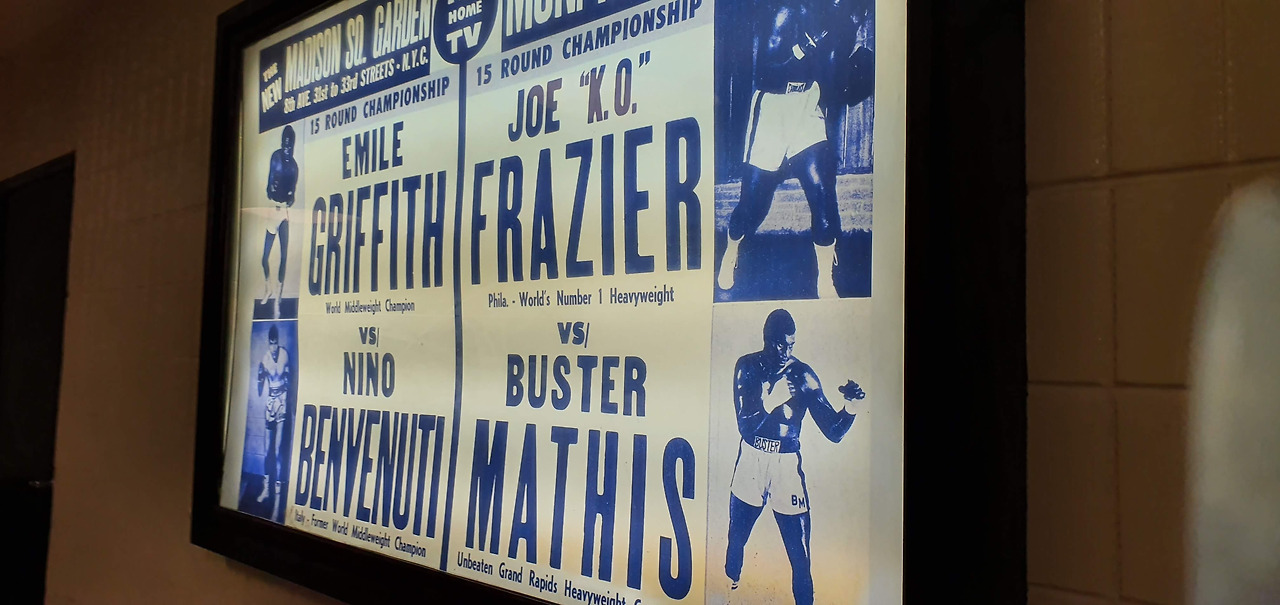 THE NEW MADISON SQ. GARDEN
8th AVE. 31st to 33rd STREETS • N.Y.C.
HOME
TV
15 ROUND CHAMPIONSHIP
EMILE
GRIFFITH
World Middleweight Champion
VS/
NINO
BENVENUTI
Italy - Former World Middleweight Champion
15 ROUND CHAMPIONSHIP
JOE "K.O."
FRAZIER
Phila. - World's Number 1 Heavyweight
VS/
BUSTER
MATHIS
Unbeaten Grand Rapids Heavyweight
BUSTER
BM